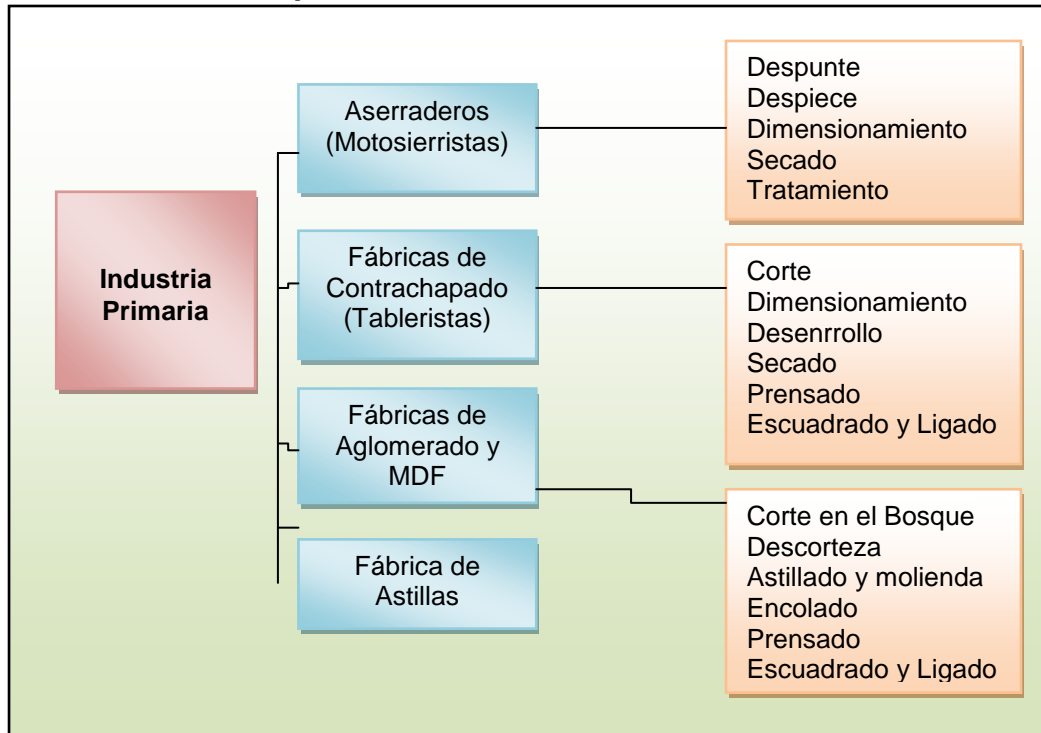 Industria
Primaria
Aserraderos
(Motosierristas)
Fábricas de
Contrachapado
(Tableristas)
Fábricas de
Aglomerado y
MDF
Fábrica de
Astillas
Despunte
Despiece
Dimensionamiento
Secado
Tratamiento
Corte
Dimensionamiento
Desenrrollo
Secado
Prensado
Escuadrado y Ligado
Corte en el Bosque
Descorteza
Astillado y molienda
Encolado
Prensado
Escuadrado y Ligado